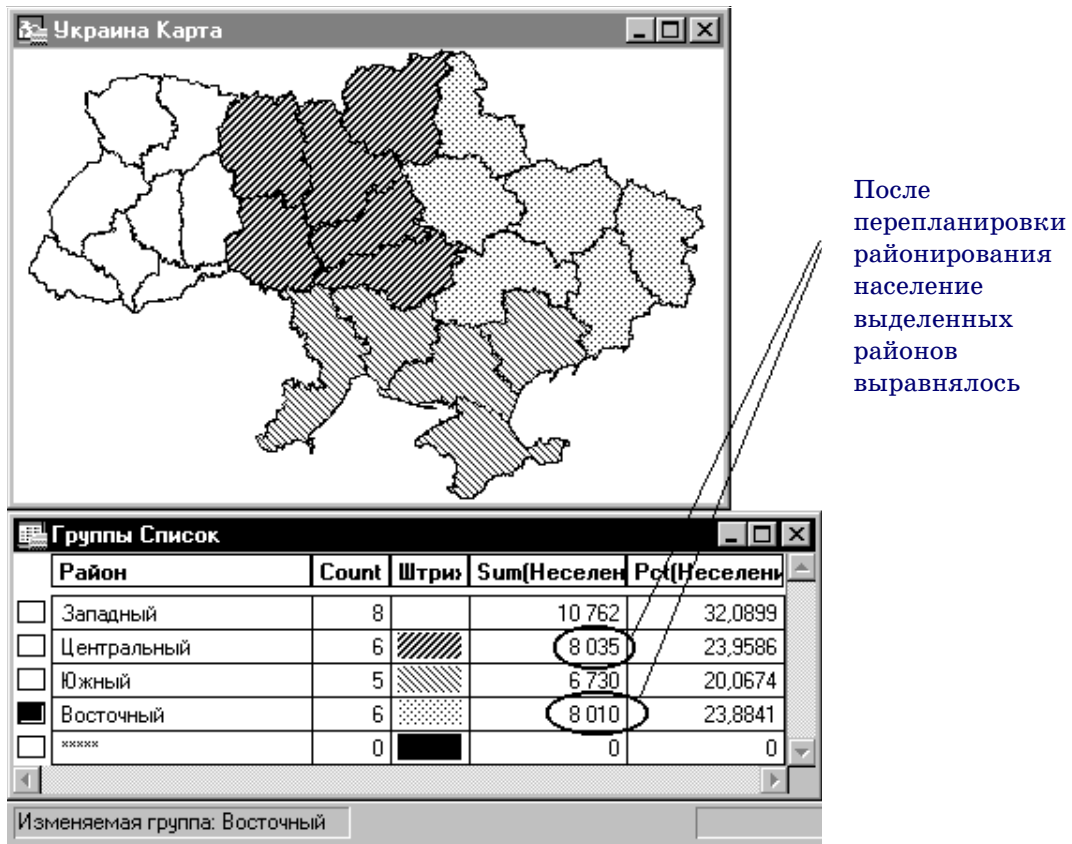 Украина Карта
После
перепланировки
районирования
население
выделенных
районов
выравнялось
Группы Список
Район Count Штрих Sum(Неселен Pct(Неселени
Западный 8 10 762 32,0899
Центральный 6 8 035 23,9586
Южный 5 6 730 20,0674
Восточный 6 8 010 23,8841
***** 0 0 0
Изменяемая группа: Восточный